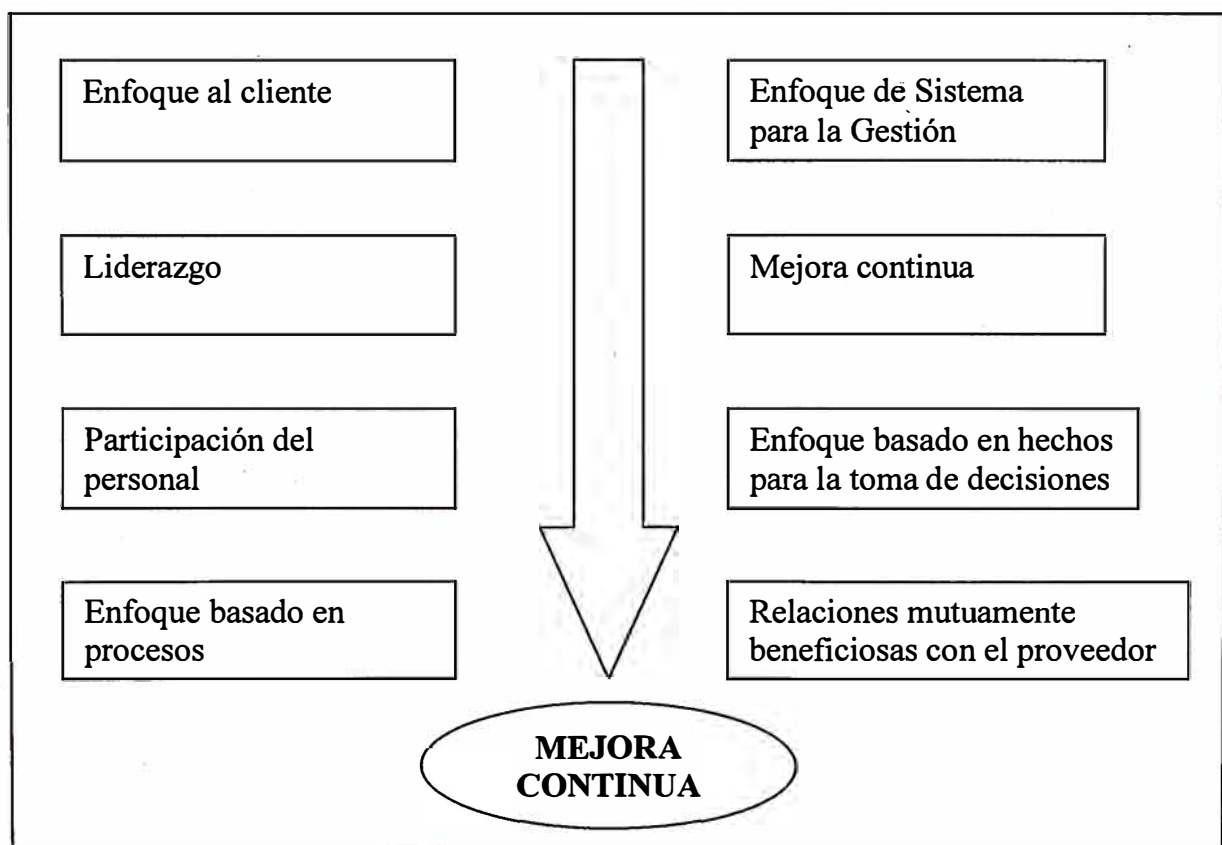 Enfoque al cliente
Liderazgo
Participación del
personal
Enfoque basado en
procesos
Enfoque de Sistema
para la Gestión
Mejora continua
Enfoque basado en hechos
para la toma de decisiones
Relaciones mutuamente
beneficiosas con el proveedor
MEJORA
CONTINUA